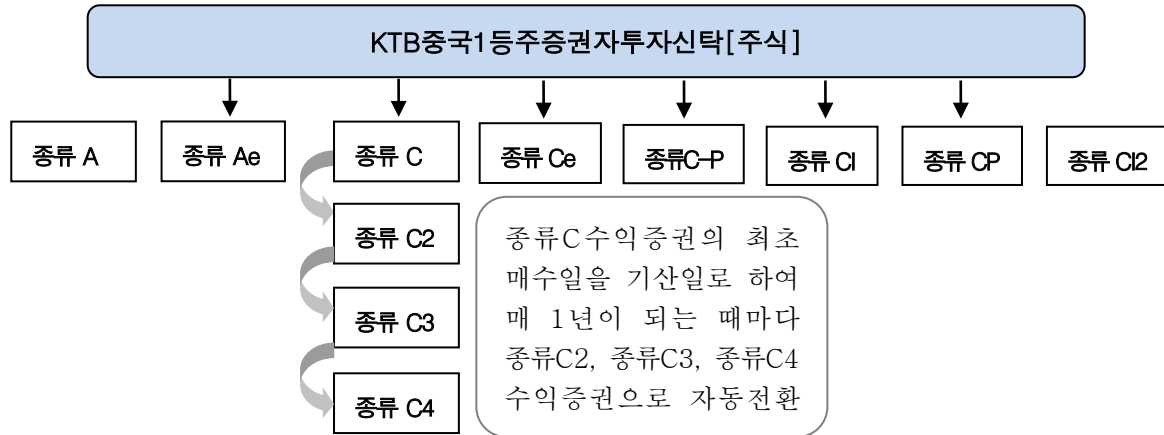 KTB중국1등주증권자투자신탁[주식]
종류 A
종류 Ae
종류 C
종류 Ce
종류C-P
종류 CI
종류 CP
종류 CI2
종류 C2
종류 C3
종류 C4
종류C수익증권의 최초
매수일을 기산일로 하여
매 1년이 되는 때마다
종류C2, 종류C3, 종류C4
수익증권으로 자동전환